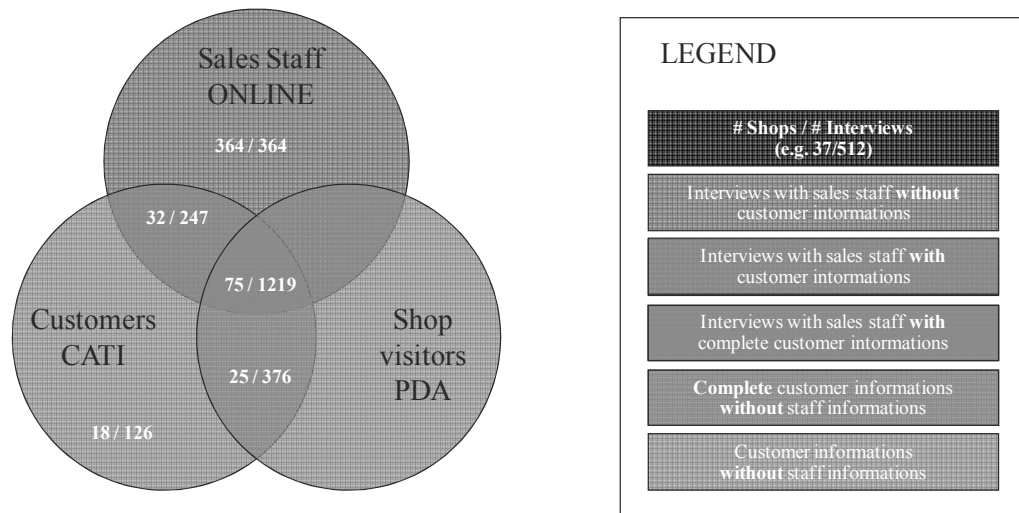 Sales Staff
ONLINE
364 / 364
32 / 247
75 / 1219
Customers
CATI
Shop
visitors
PDA
25 / 376
18 / 126
LEGEND
# Shops / # Interviews
(e.g. 37/512)
Interviews with sales staff without
customer informations
Interviews with sales staff with
customer informations
Interviews with sales staff with
complete customer informations
Complete customer informations
without staff informations
Customer informations
without staff informations